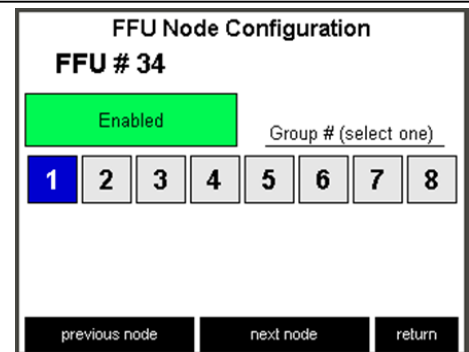 FFU Node Configuration
FFU # 34
Enabled
Group # (select one)
1 2 3 4 5 6 7 8
previous node next node return